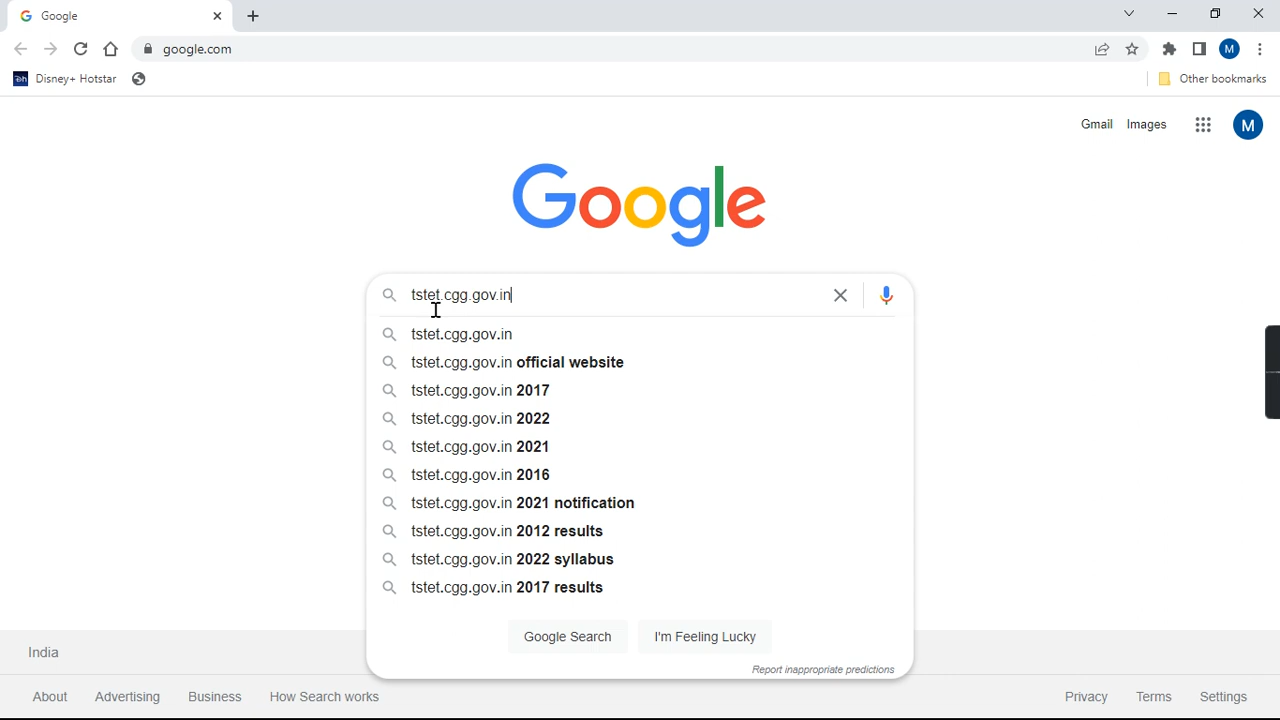 Google
google.com
M
Disney+ Hotstar
Other bookmarks
Gmail Images
M
Google
tstet.cgg.gov.in
tstet.cgg.gov.in
tstet.cgg.gov.in official website
tstet.cgg.gov.in 2017
tstet.cgg.gov.in 2022
tstet.cgg.gov.in 2021
tstet.cgg.gov.in 2016
tstet.cgg.gov.in 2021 notification
tstet.cgg.gov.in 2012 results
tstet.cgg.gov.in 2022 syllabus
tstet.cgg.gov.in 2017 results
Google Search I'm Feeling Lucky
Report inappropriate predictions
India
About Advertising Business How Search works Privacy Terms Settings